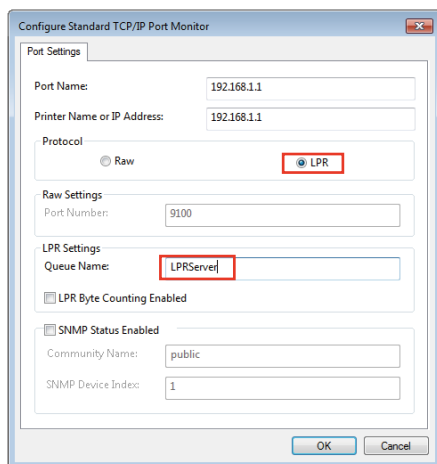 Configure Standard TCP/IP Port Monitor
Port Settings
Port Name: 192.168.1.1
Printer Name or IP Address: 192.168.1.1
Protocol
Raw LPR
Raw Settings
Port Number: 9100
LPR Settings
Queue Name: LPRServer
LPR Byte Counting Enabled
SNMP Status Enabled
Community Name: public
SNMP Device Index: 1
OK Cancel